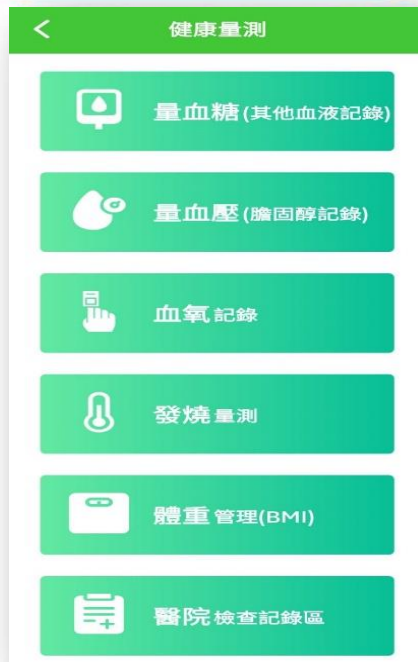 健康量測
量血糖(其他血液記錄)
量血壓(膽固醇記錄)
血氧記錄
發燒量測
體重管理(BMI)
醫院檢查記錄區